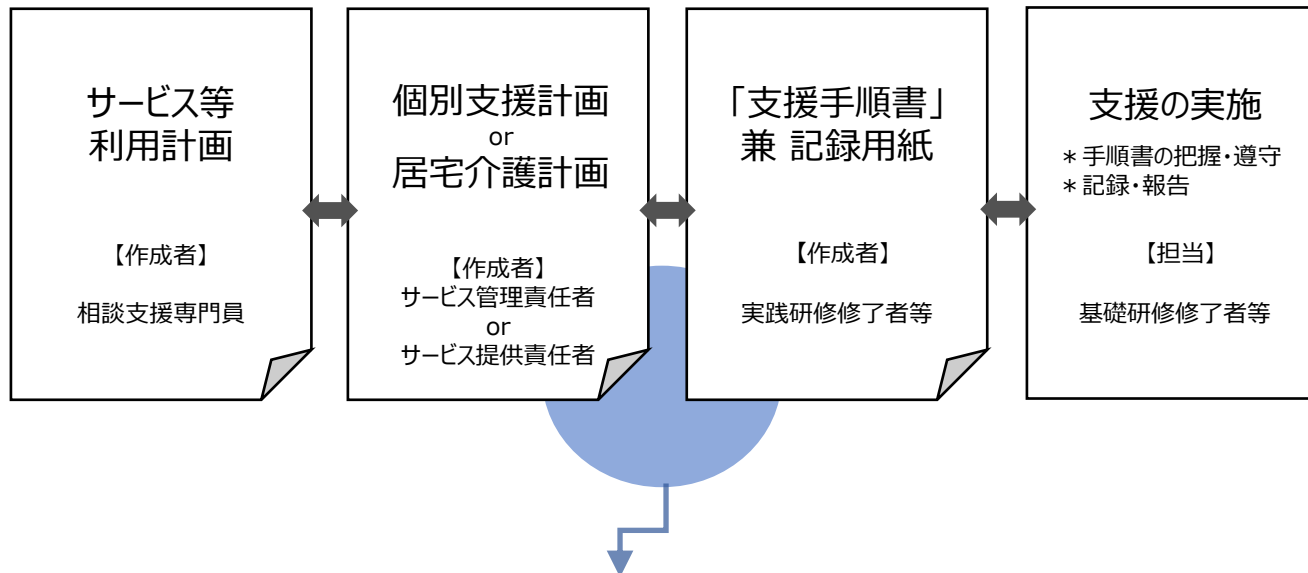 サービス等
利用計画
【作成者】
相談支援専門員
個別支援計画
or
居宅介護計画
【作成者】
サービス管理責任者
or
サービス提供責任者
「支援手順書」
兼 記録用紙
【作成者】
実践研修修了者等
支援の実施
＊手順書の把握・遵守
＊記録・報告
【担当】
基礎研修修了者等